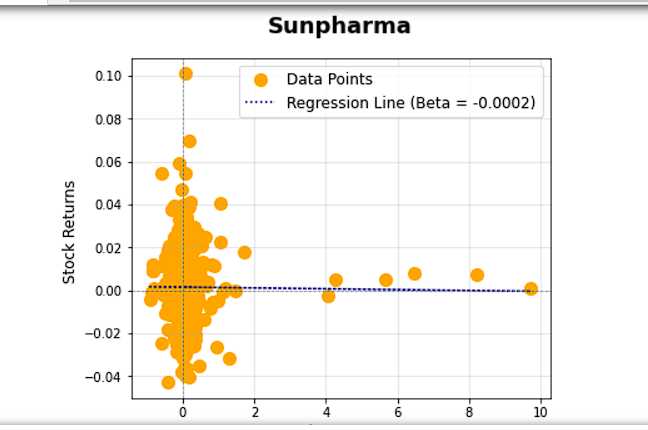 Sunpharma
Data Points
Regression Line (Beta = -0.0002)
Stock Returns
0.10
0.08
0.06
0.04
0.02
0.00
−0.02
−0.04
0 2 4 6 8 10